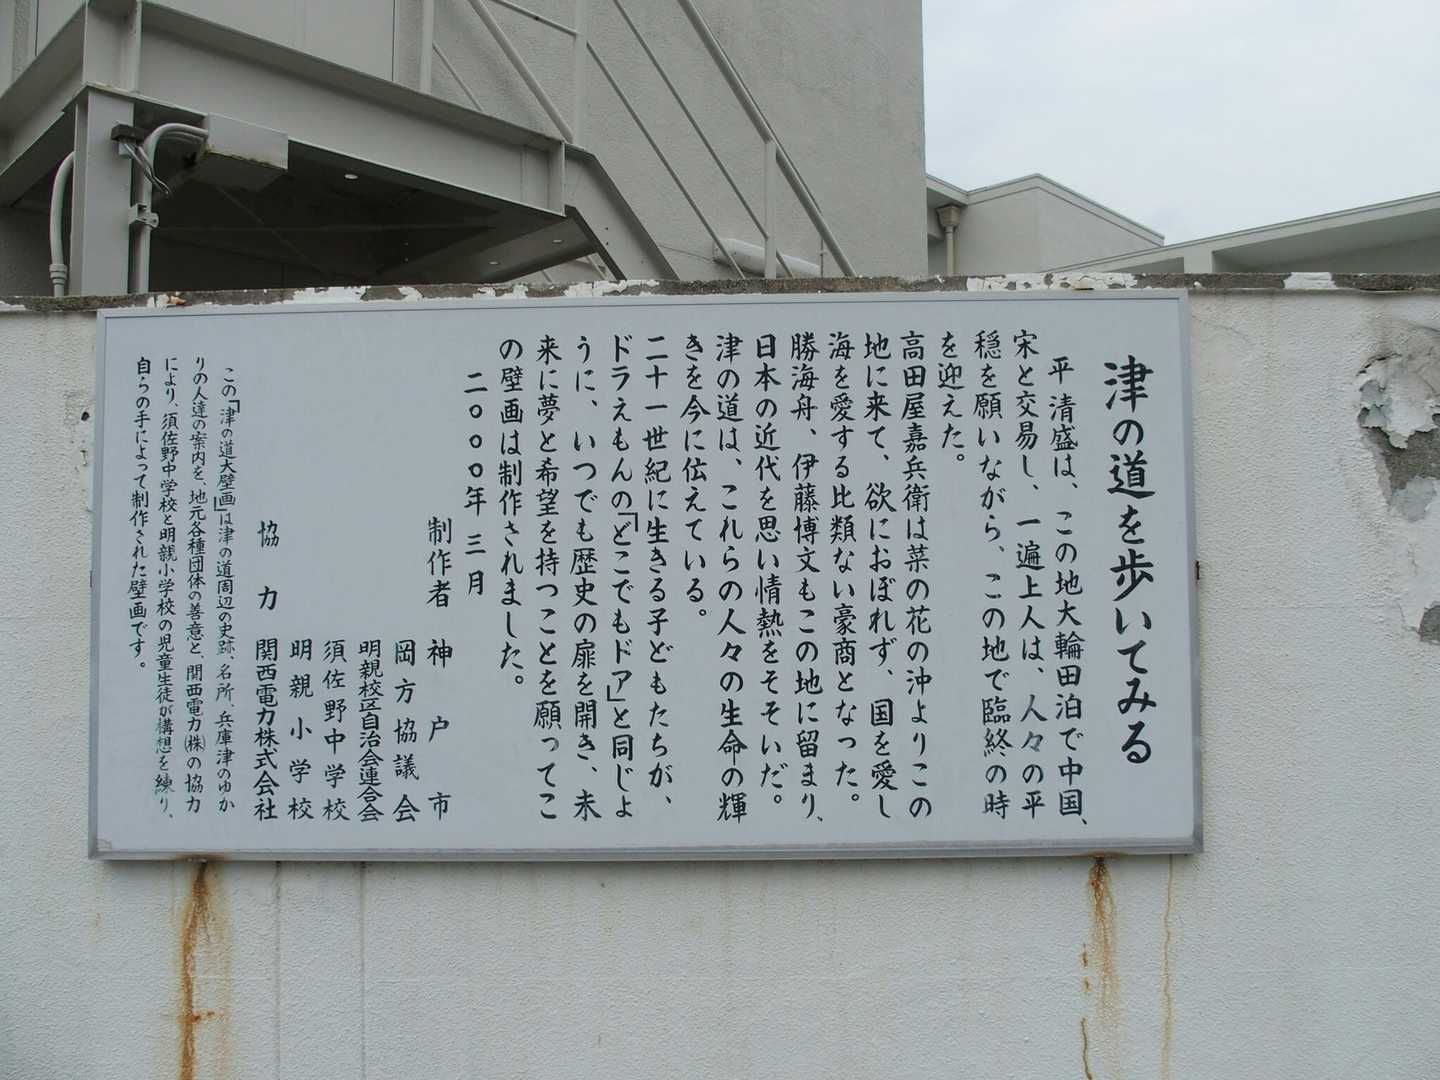 津の道を歩いてみる
平 清盛は、この地大輪田泊で中国、
宋と交易し、一遍上人は、人々の平
穏を願いながら、この地で臨終の時
を迎えた。
高田屋嘉兵衛は菜の花の沖よりこの
地に来て、欲におぼれず、国を愛し
海を愛する比類ない豪商となった。
勝海舟、伊藤博文もこの地に留まり、
日本の近代を思い情熱をそそいだ。
津の道は、これらの人々の生命の輝
きを今に伝えている。
二十一世紀に生きる子どもたちが、
ドラえもんの「どこでもドア」と同じよ
うに、いつでも歴史の扉を開き、未
来に夢と希望を持つことを願ってこ
の壁画は制作されました。
二〇〇〇年 三月
制作者 神戸市
岡方協議会
明親校区自治会連合会
須佐野中学校
明親小学校
協力 関西電力株式会社
この「津の道大壁画」は津の道周辺の史跡、名所、兵庫津のゆか
りの人達の案内を、地元各種団体の善意と、関西電力㈱の協力
により、須佐野中学校と明親小学校の児童生徒が構想を練り、
自らの手によって制作された壁画です。